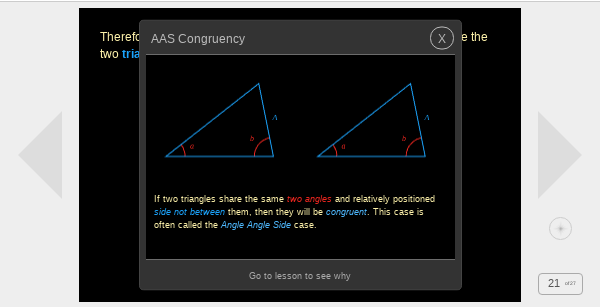 Therefo
e the
two tria
AAS Congruency
X
a
b
A
a
b
A
If two triangles share the same two angles and relatively positioned
side not between them, then they will be congruent. This case is
often called the Angle Angle Side case.
Go to lesson to see why
21 of 27